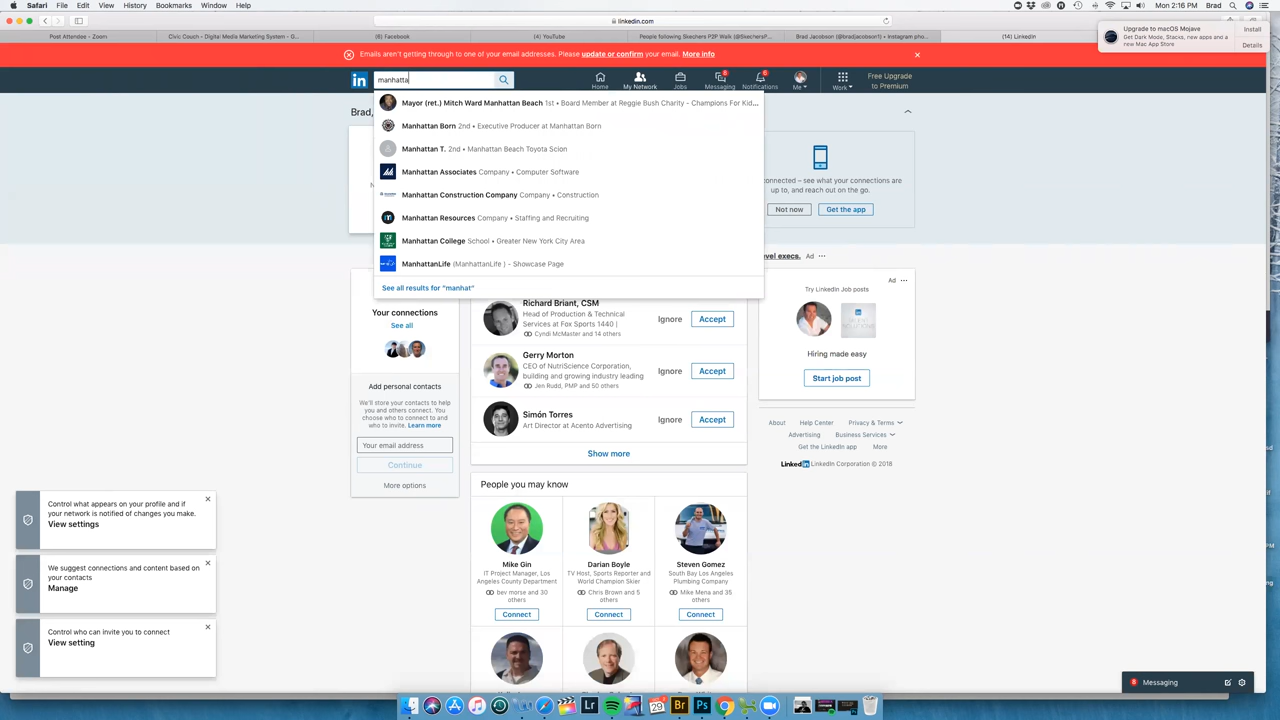 Safari File Edit View History Bookmarks Window Help
Mon 2:16 PM Brad
linkedin.com
Post Attendee - Zoom
Civic Couch • Digital Media Marketing System - G...
(6) Facebook
(4) YouTube
People following Skechers P2P Walk (@SkechersP...
Brad Jacobson (@bradjacobson1) • Instagram pho...
(14) LinkedIn
Upgrade to macOS Mojave
Get Dark Mode, Stacks, new apps and a new Mac App Store
Install
Details
Emails aren't getting through to one of your email addresses. Please update or confirm your email. More info
manhatta
Home
My Network
Jobs
8
Messaging
6
Notifications
Me
Work
Free Upgrade
to Premium
Brad,
Mayor (ret.) Mitch Ward Manhattan Beach 1st • Board Member at Reggie Bush Charity - Champions For Kid...
Manhattan Born 2nd • Executive Producer at Manhattan Born
Manhattan T. 2nd • Manhattan Beach Toyota Scion
Manhattan Associates Company • Computer Software
Manhattan Construction Company Company • Construction
Manhattan Resources Company • Staffing and Recruiting
Manhattan College School • Greater New York City Area
ManhattanLife (ManhattanLife ) - Showcase Page
See all results for "manhat"
onnected – see what your connections are
up to, and reach out on the go.
Not now
Get the app
vel execs. Ad
Your connections
See all
Add personal contacts
We'll store your contacts to help
you and others connect. You
choose who to connect to and
who to invite. Learn more
Your email address
Continue
More options
Richard Briant, CSM
Head of Production & Technical
Services at Fox Sports 1440 |
Cyndi McMaster and 14 others
Ignore
Accept
Gerry Morton
CEO of NutriScience Corporation,
building and growing industry leading
Jen Rudd, PMP and 50 others
Ignore
Accept
Simón Torres
Art Director at Acento Advertising
Ignore
Accept
Show more
Ad
Try LinkedIn Job posts
Hiring made easy
Start job post
About Help Center Privacy & Terms
Advertising Business Services
Get the LinkedIn app More
LinkedIn LinkedIn Corporation © 2018
People you may know
Mike Gin
IT Project Manager, Los
Angeles County Department
bev morse and 30
others
Connect
Darian Boyle
TV Host, Sports Reporter and
World Champion Skier
Chris Brown and 5
others
Connect
Steven Gomez
South Bay Los Angeles
Plumbing Company
Mike Mena and 35
others
Connect
Control what appears on your profile and if
your network is notified of changes you make.
View settings
We suggest connections and content based on
your contacts
Manage
Control who can invite you to connect
View setting
8 Messaging
29
Lr
Br
Ps